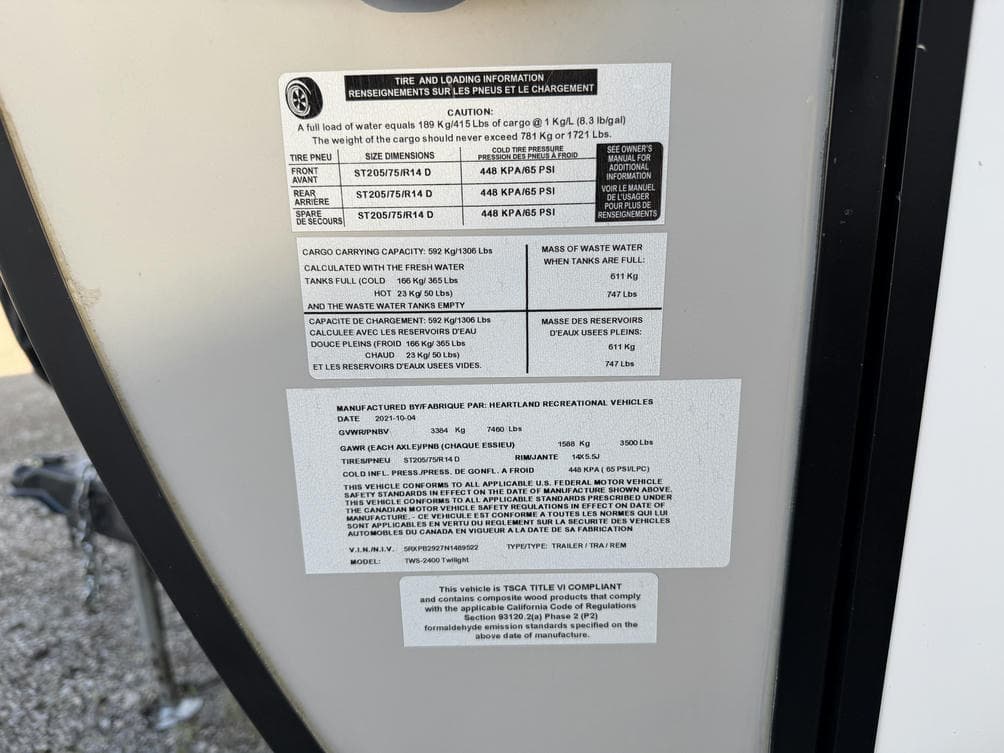 TIRE AND LOADING INFORMATION
RENSEIGNEMENTS SUR LES PNEUS ET LE CHARGEMENT
CAUTION:
A full load of water equals 189 Kg/415 Lbs of cargo @ 1 Kg/L (8.3 lb/gal)
The weight of the cargo should never exceed 781 Kg or 1721 Lbs.
TIRE PNEU SIZE DIMENSIONS COLD TIRE PRESSURE
PRESSION DES PNEUS À FROID
FRONT
AVANT ST205/75/R14 D 448 KPA/65 PSI
REAR
ARRIÈRE ST205/75/R14 D 448 KPA/65 PSI
SPARE
DE SECOURS ST205/75/R14 D 448 KPA/65 PSI
SEE OWNER'S
MANUAL FOR
ADDITIONAL
INFORMATION
VOIR LE MANUEL
DE L'USAGER
POUR PLUS DE
RENSEIGNEMENTS
CARGO CARRYING CAPACITY: 592 Kg/1306 Lbs
CALCULATED WITH THE FRESH WATER
TANKS FULL (COLD 166 Kg/ 365 Lbs
HOT 23 Kg/ 50 Lbs)
AND THE WASTE WATER TANKS EMPTY
MASS OF WASTE WATER
WHEN TANKS ARE FULL:
611 Kg
747 Lbs
CAPACITE DE CHARGEMENT: 592 Kg/1306 Lbs
CALCULEE AVEC LES RESERVOIRS D'EAU
DOUCE PLEINS (FROID 166 Kg/ 365 Lbs
CHAUD 23 Kg/ 50 Lbs)
ET LES RESERVOIRS D'EAUX USEES VIDES.
MASSE DES RESERVOIRS
D'EAUX USEES PLEINS:
611 Kg
747 Lbs
MANUFACTURED BY/FABRIQUE PAR: HEARTLAND RECREATIONAL VEHICLES
DATE 2021-10-04
GVWR/PNBV 3384 Kg 7460 Lbs
GAWR (EACH AXLE)/PNB (CHAQUE ESSIEU) 1588 Kg 3500 Lbs
TIRES/PNEU ST205/75/R14 D RIM/JANTE 14X5.5J
COLD INFL. PRESS./PRESS. DE GONFL. A FROID 448 KPA ( 65 PSI/LPC)
THIS VEHICLE CONFORMS TO ALL APPLICABLE U.S. FEDERAL MOTOR VEHICLE
SAFETY STANDARDS IN EFFECT ON THE DATE OF MANUFACTURE SHOWN ABOVE.
THIS VEHICLE CONFORMS TO ALL APPLICABLE STANDARDS PRESCRIBED UNDER
THE CANADIAN MOTOR VEHICLE SAFETY REGULATIONS IN EFFECT ON DATE OF
MANUFACTURE. - CE VEHICULE EST CONFORME A TOUTES LES NORMES QUI LUI
SONT APPLICABLES EN VERTU DU REGLEMENT SUR LA SECURITE DES VEHICLES
AUTOMOBILES DU CANADA EN VIGUEUR A LA DATE DE SA FABRICATION
V.I.N./N.I.V. 5RXPB2927N1489522 TYPE/TYPE: TRAILER / TRA / REM
MODEL: TWS-2400 Twilight
This vehicle is TSCA TITLE VI COMPLIANT
and contains composite wood products that comply
with the applicable California Code of Regulations
Section 93120.2(a) Phase 2 (P2)
formaldehyde emission standards specified on the
above date of manufacture.